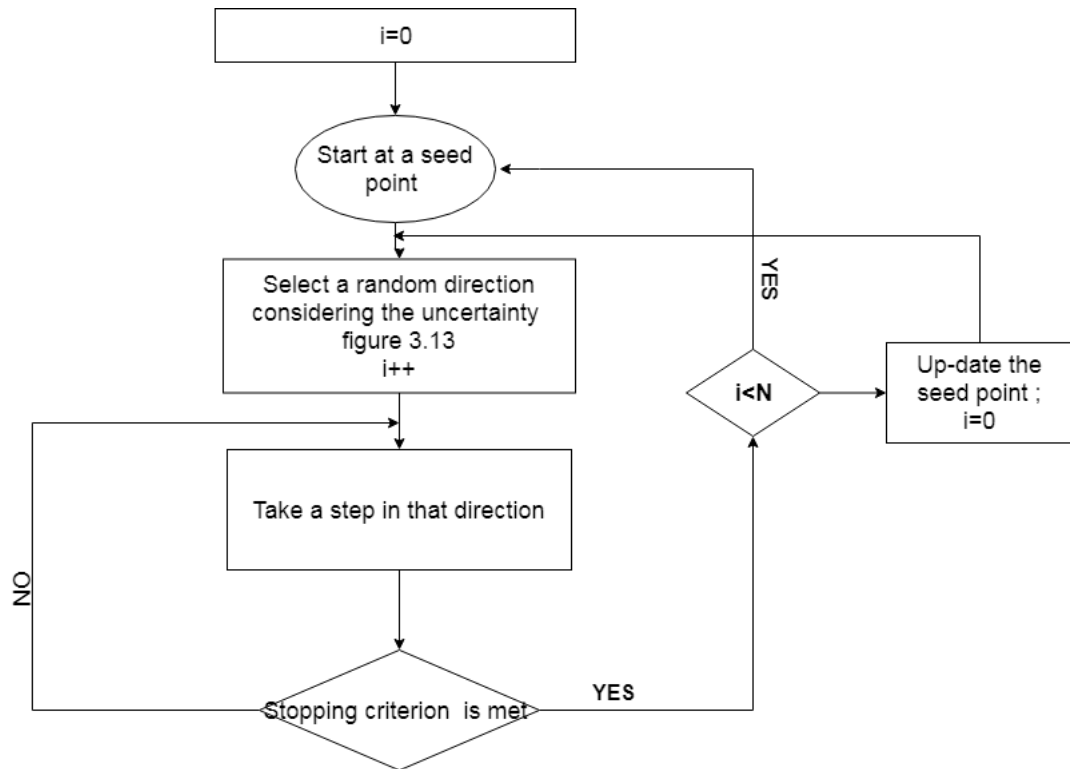 i=0
Start at a seed
point
Select a random direction
considering the uncertainty
figure 3.13
i++
YES
i<N
Up-date the
seed point ;
i=0
Take a step in that direction
NO
Stopping criterion  is met
YES